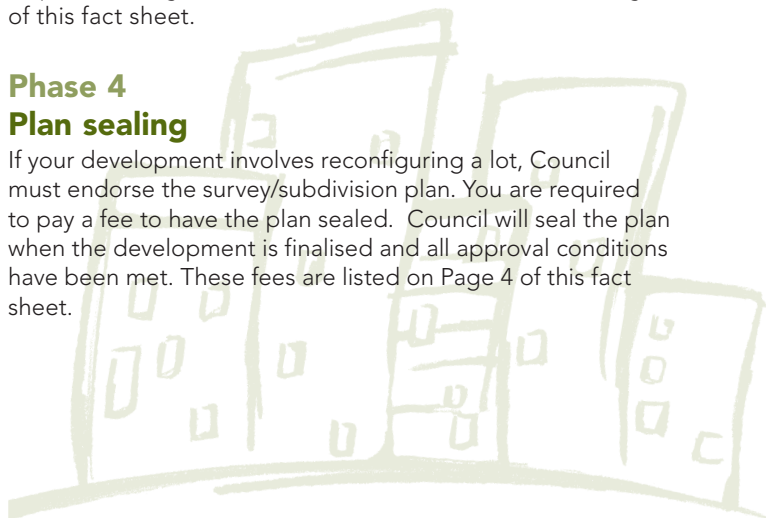 of this fact sheet.
Phase 4
Plan sealing
If your development involves reconfiguring a lot, Council
must endorse the survey/subdivision plan. You are required
to pay a fee to have the plan sealed.  Council will seal the plan
when the development is finalised and all approval conditions
have been met. These fees are listed on Page 4 of this fact
sheet.